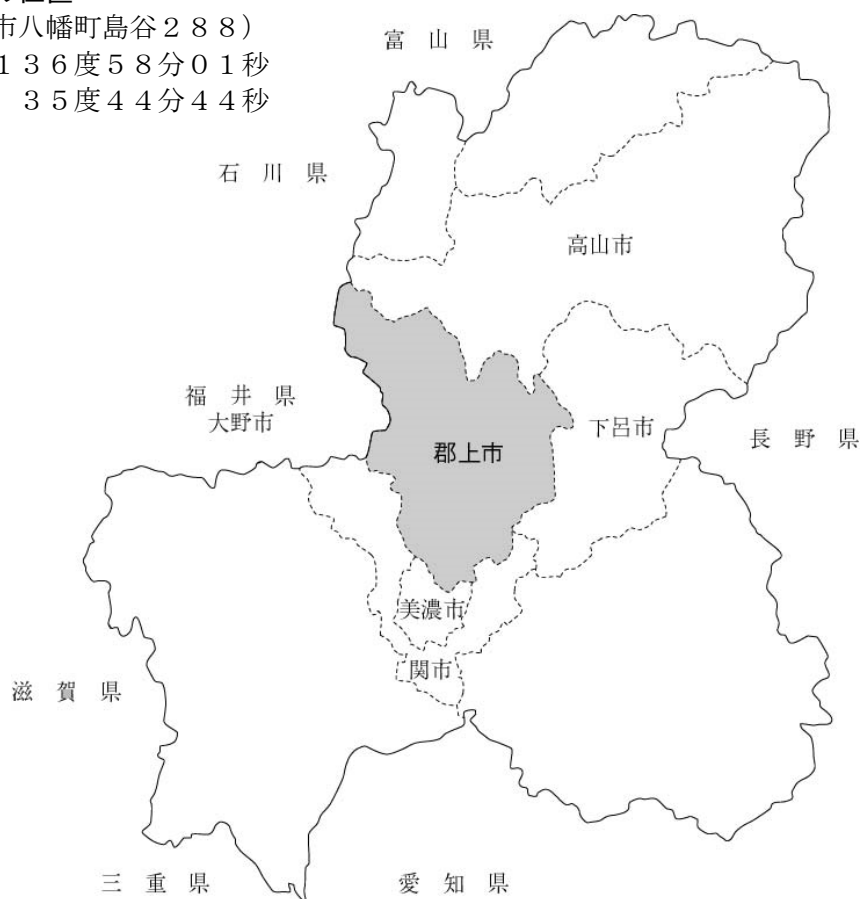 市八幡町島谷２８８）
１３６度５８分０１秒
３５度４４分４４秒
富 山 県
石 川 県
高山市
福 井 県
大野市
下呂市
長 野 県
郡上市
美濃市
関市
滋 賀 県
三 重 県
愛 知 県